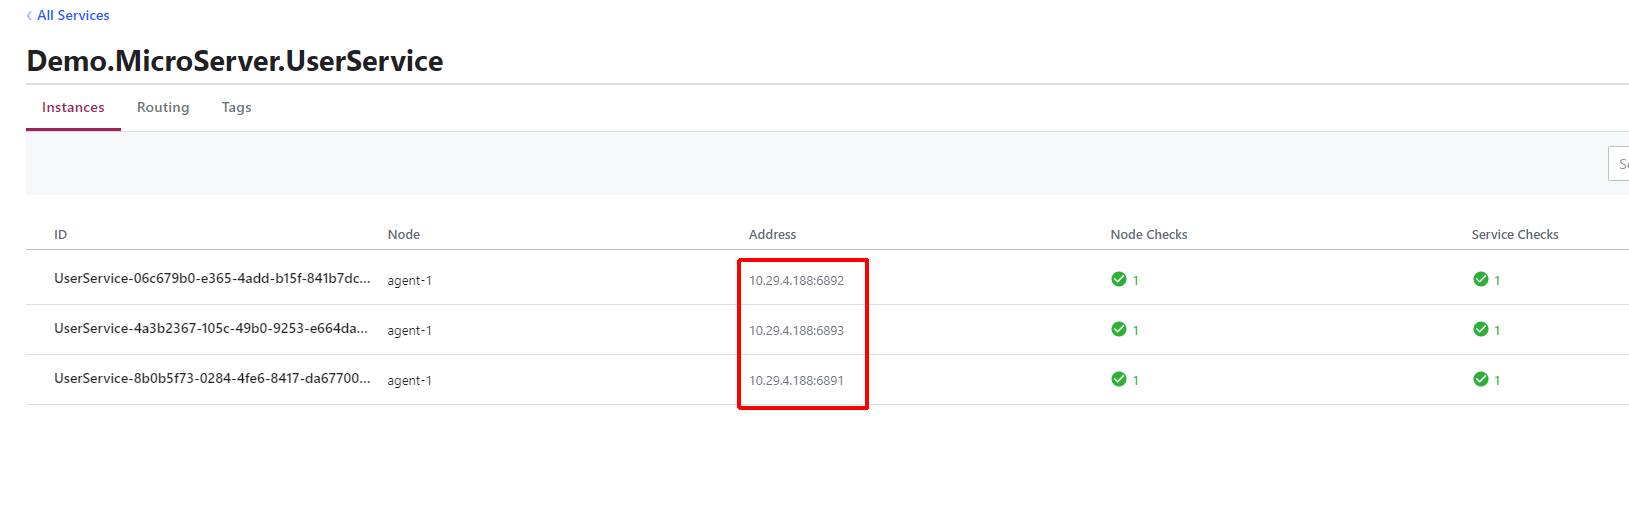 ‹ All Services
Demo.MicroServer.UserService
Instances Routing Tags
ID Node Address Node Checks Service Checks
UserService-06c679b0-e365-4add-b15f-841b7dc... agent-1 10.29.4.188:6892 1 1
UserService-4a3b2367-105c-49b0-9253-e664da... agent-1 10.29.4.188:6893 1 1
UserService-8b0b5f73-0284-4fe6-8417-da67700... agent-1 10.29.4.188:6891 1 1